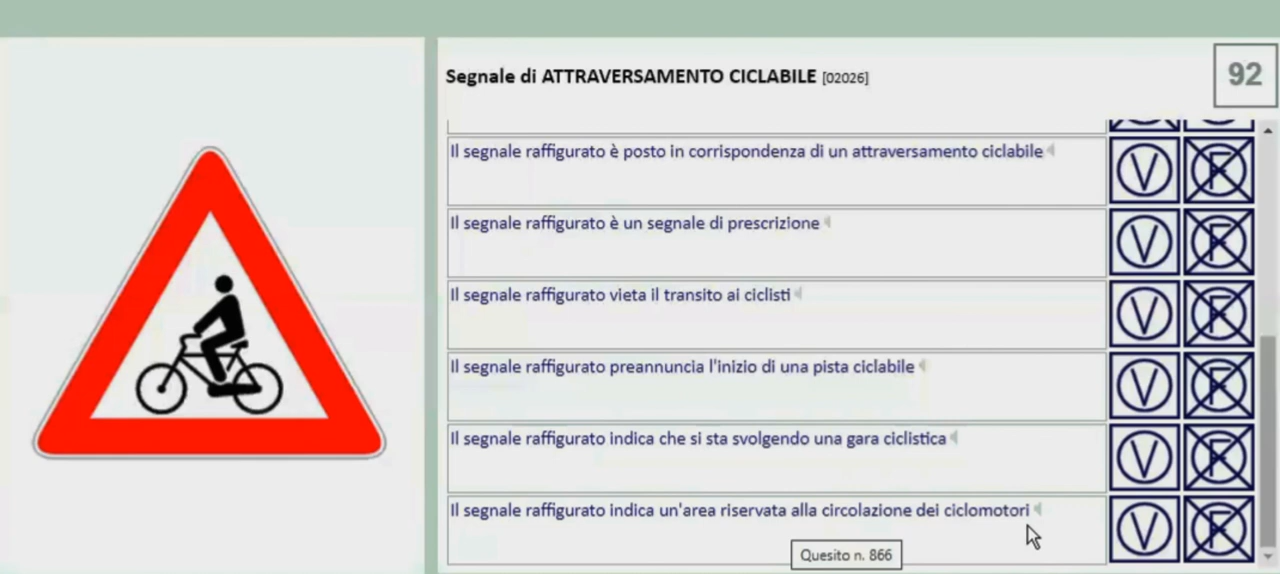 Segnale di ATTRAVERSAMENTO CICLABILE [02026]
92
Il segnale raffigurato è posto in corrispondenza di un attraversamento ciclabile
V F
Il segnale raffigurato è un segnale di prescrizione
V F
Il segnale raffigurato vieta il transito ai ciclisti
V F
Il segnale raffigurato preannuncia l'inizio di una pista ciclabile
V F
Il segnale raffigurato indica che si sta svolgendo una gara ciclistica
V F
Il segnale raffigurato indica un'area riservata alla circolazione dei ciclomotori
V F
Quesito n. 866